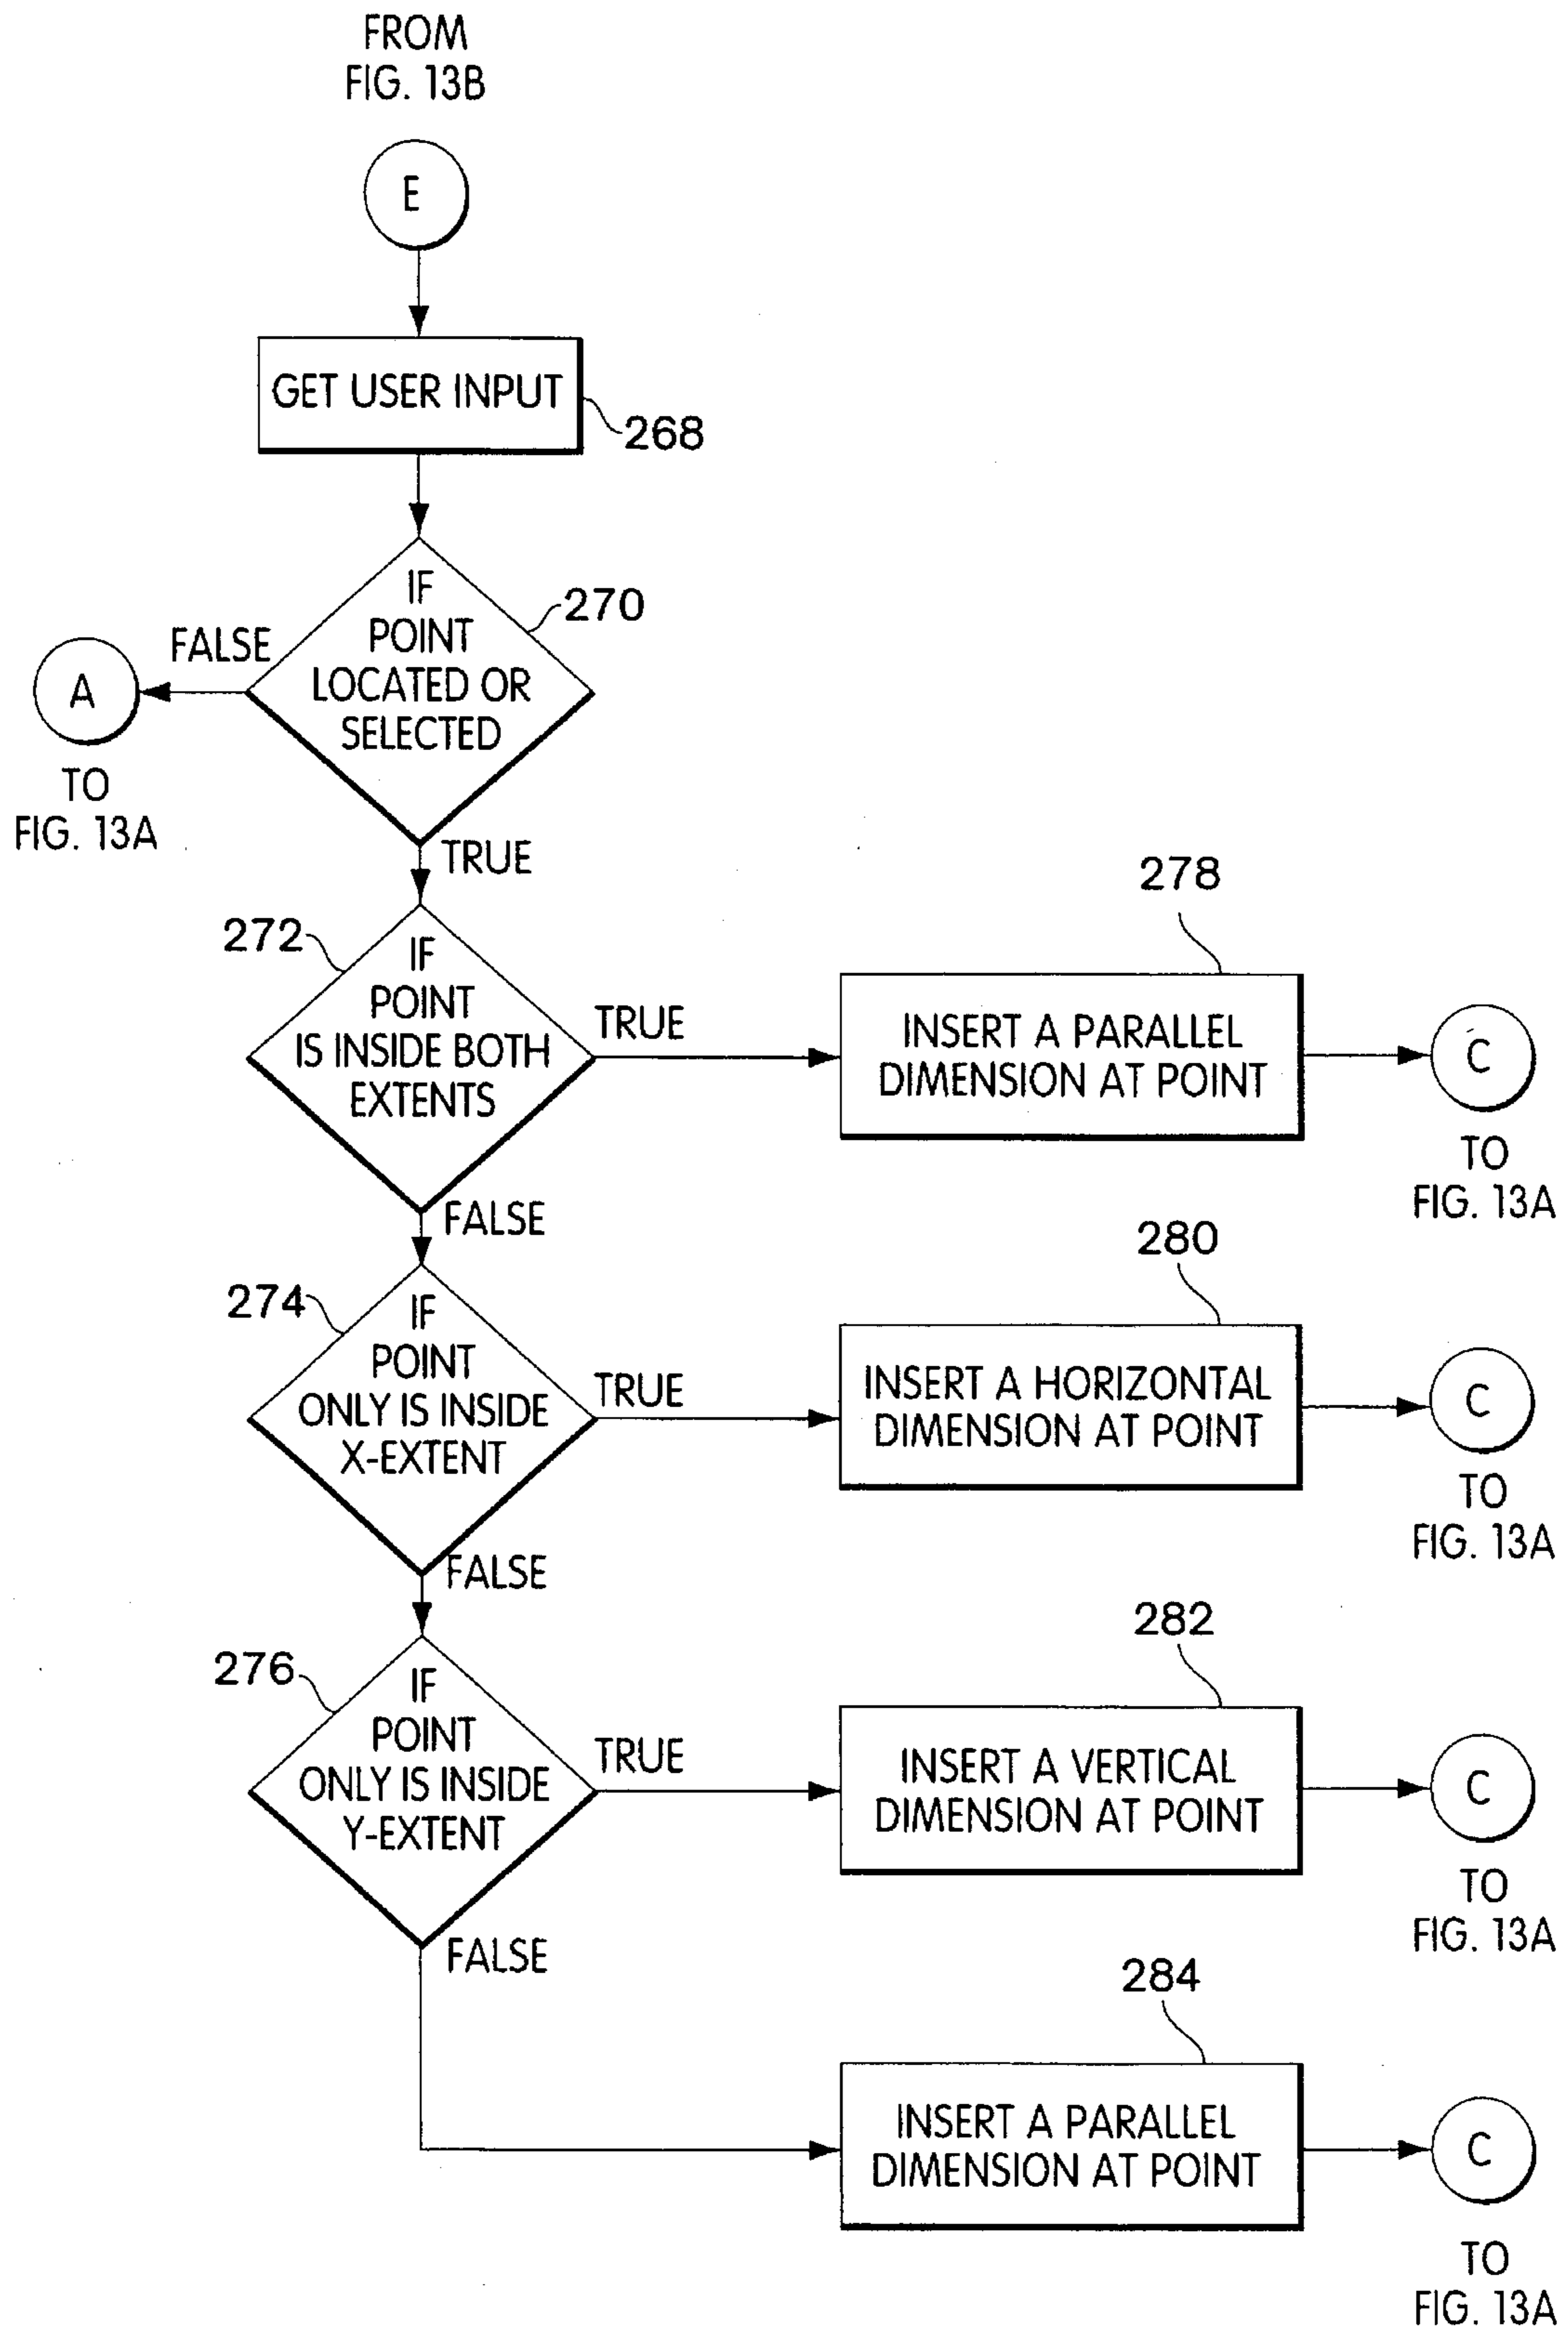 FROM
FIG. 13B
E
GET USER INPUT
268
IF
POINT
LOCATED OR
SELECTED
270
FALSE
A
TO
FIG. 13A
TRUE
272
IF
POINT
IS INSIDE BOTH
EXTENTS
TRUE
278
INSERT A PARALLEL
DIMENSION AT POINT
C
TO
FIG. 13A
FALSE
274
IF
POINT
ONLY IS INSIDE
X-EXTENT
TRUE
280
INSERT A HORIZONTAL
DIMENSION AT POINT
C
TO
FIG. 13A
FALSE
276
IF
POINT
ONLY IS INSIDE
Y-EXTENT
TRUE
282
INSERT A VERTICAL
DIMENSION AT POINT
C
TO
FIG. 13A
FALSE
284
INSERT A PARALLEL
DIMENSION AT POINT
C
TO
FIG. 13A